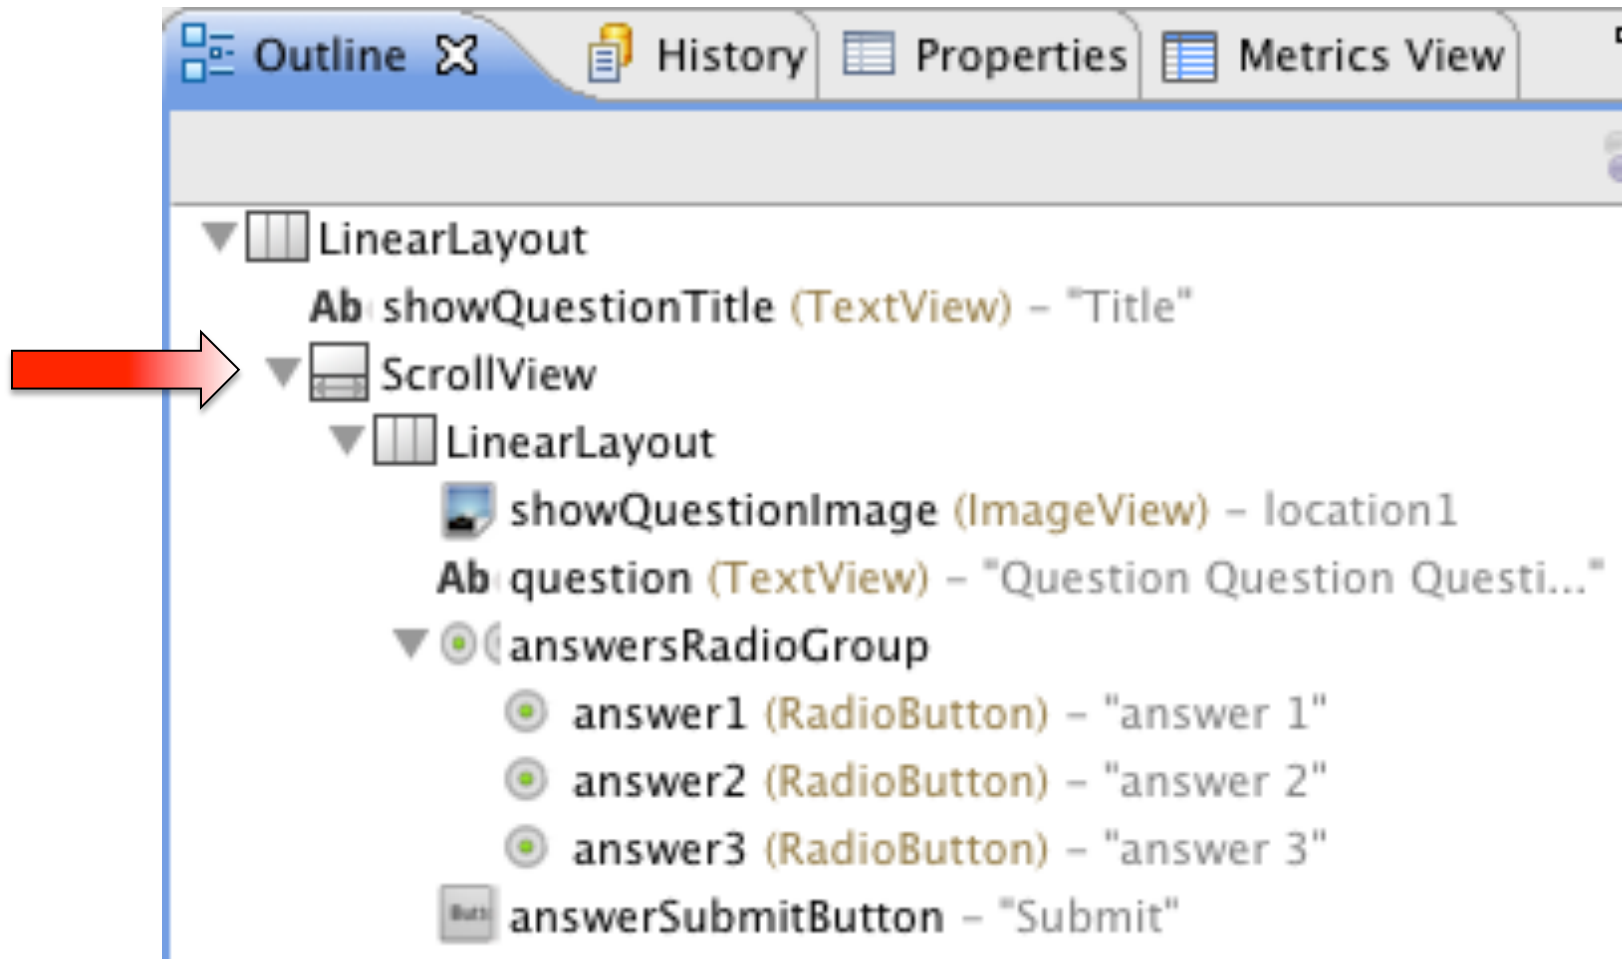 Outline History Properties Metrics View
LinearLayout
Ab showQuestionTitle (TextView) – "Title"
ScrollView
LinearLayout
showQuestionImage (ImageView) – location1
Ab question (TextView) – "Question Question Questi..."
answersRadioGroup
answer1 (RadioButton) – "answer 1"
answer2 (RadioButton) – "answer 2"
answer3 (RadioButton) – "answer 3"
answerSubmitButton – "Submit"